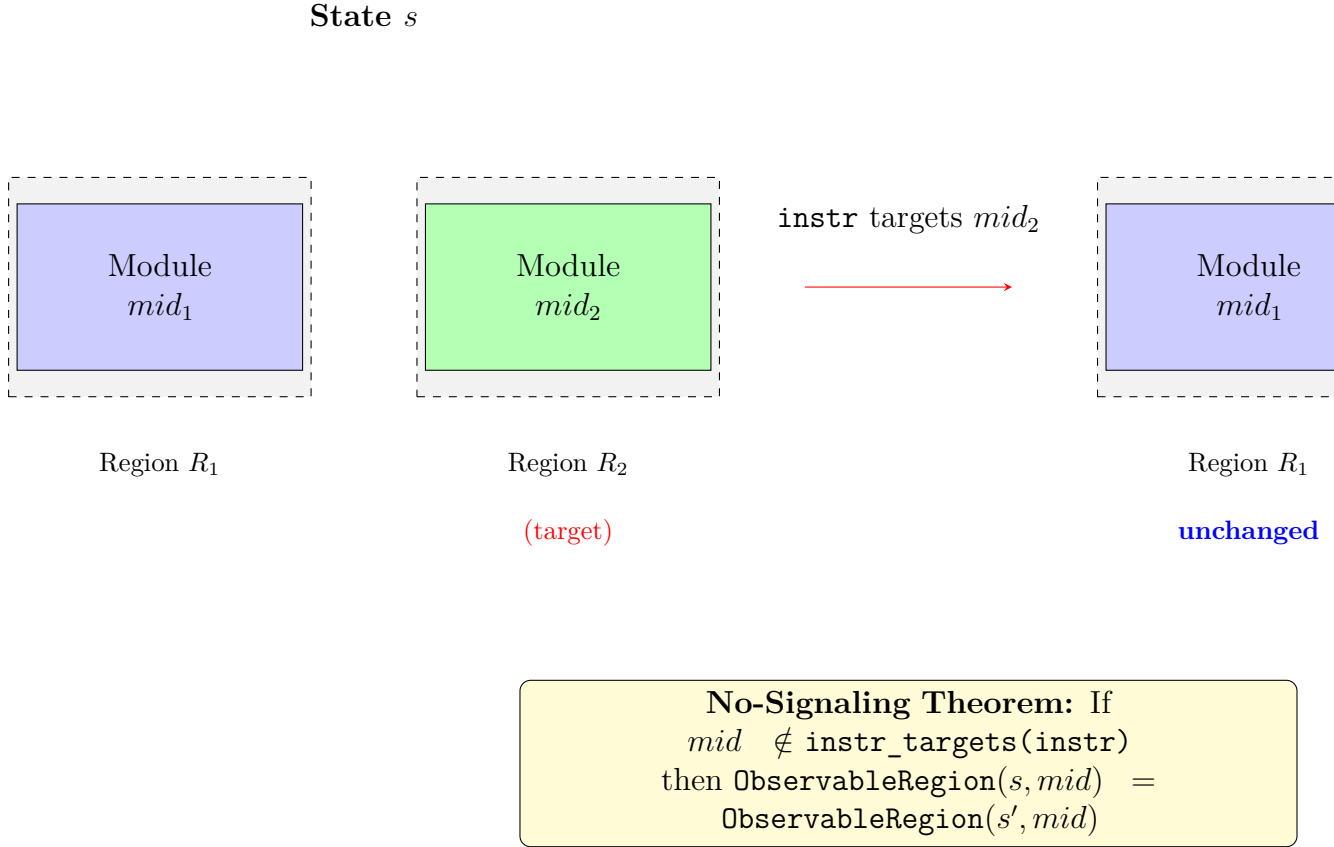 State s
Module
mid₁
Module
mid₂
instr targets mid₂
Module
mid₁
Region R₁
Region R₂
Region R₁
(target)
unchanged
No-Signaling Theorem: If
mid ∉ instr_targets(instr)
then ObservableRegion(s, mid) =
ObservableRegion(s′, mid)